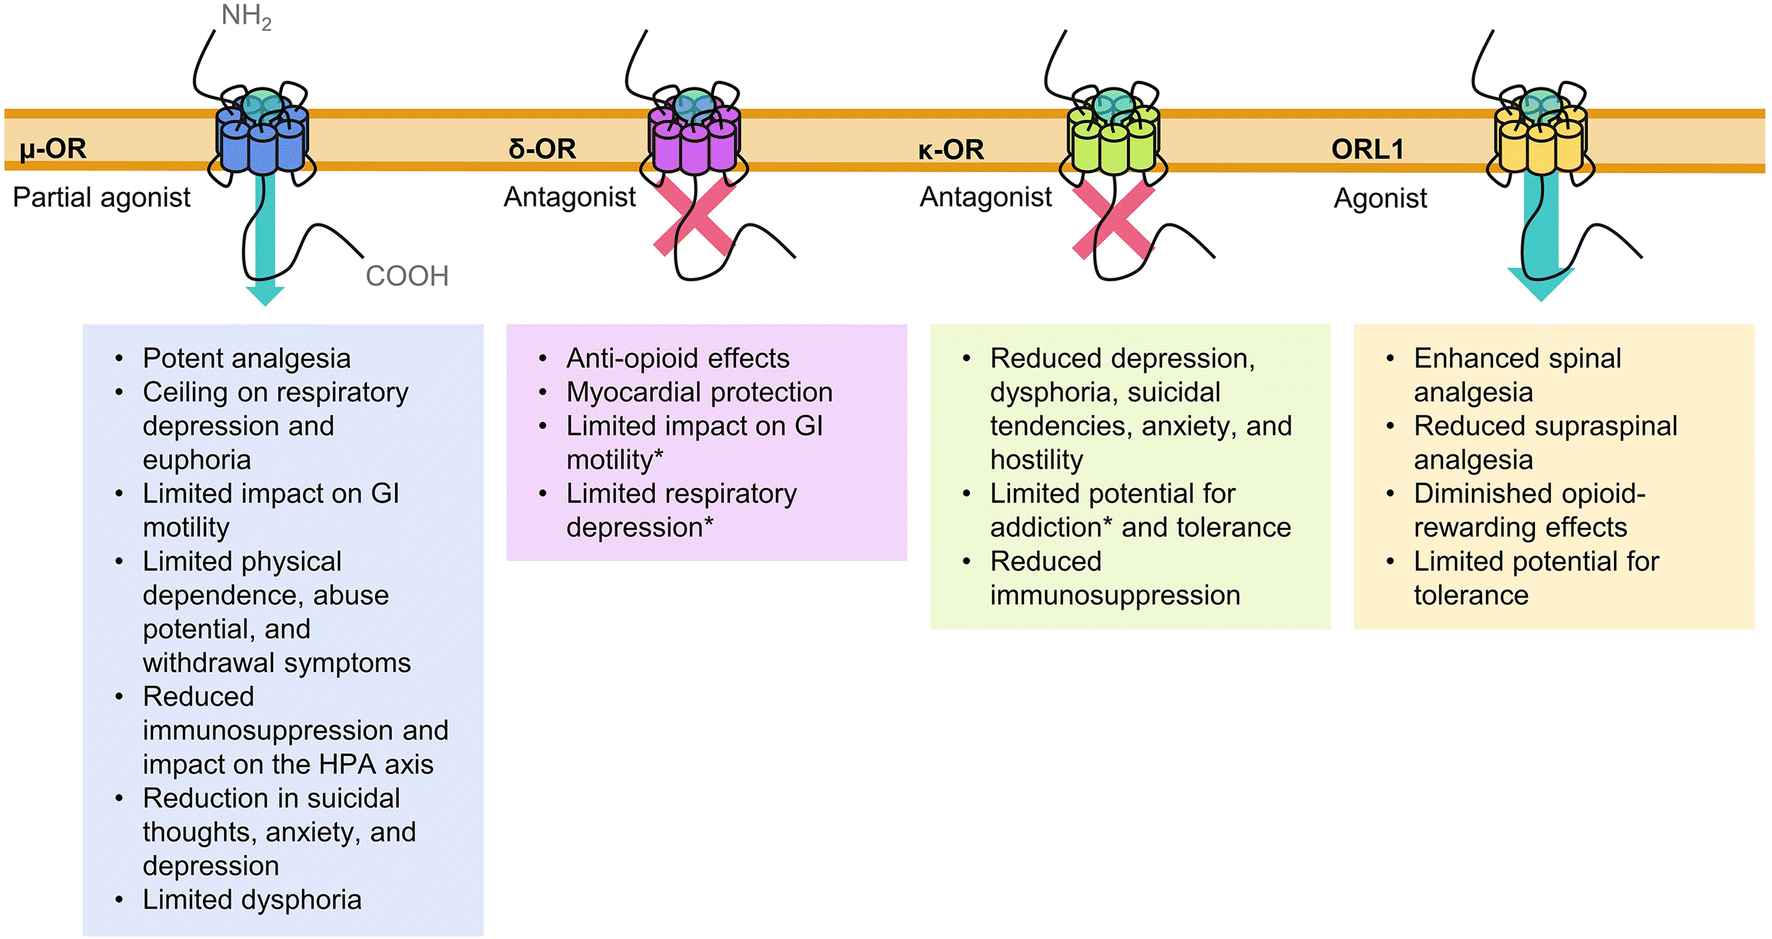 NH2
μ-OR
Partial agonist
COOH
• Potent analgesia
• Ceiling on respiratory
depression and
euphoria
• Limited impact on GI
motility
• Limited physical
dependence, abuse
potential, and
withdrawal symptoms
• Reduced
immunosuppression and
impact on the HPA axis
• Reduction in suicidal
thoughts, anxiety, and
depression
• Limited dysphoria
δ-OR
Antagonist
• Anti-opioid effects
• Myocardial protection
• Limited impact on GI
motility*
• Limited respiratory
depression*
κ-OR
Antagonist
• Reduced depression,
dysphoria, suicidal
tendencies, anxiety, and
hostility
• Limited potential for
addiction* and tolerance
• Reduced
immunosuppression
ORL1
Agonist
• Enhanced spinal
analgesia
• Reduced supraspinal
analgesia
• Diminished opioid-
rewarding effects
• Limited potential for
tolerance